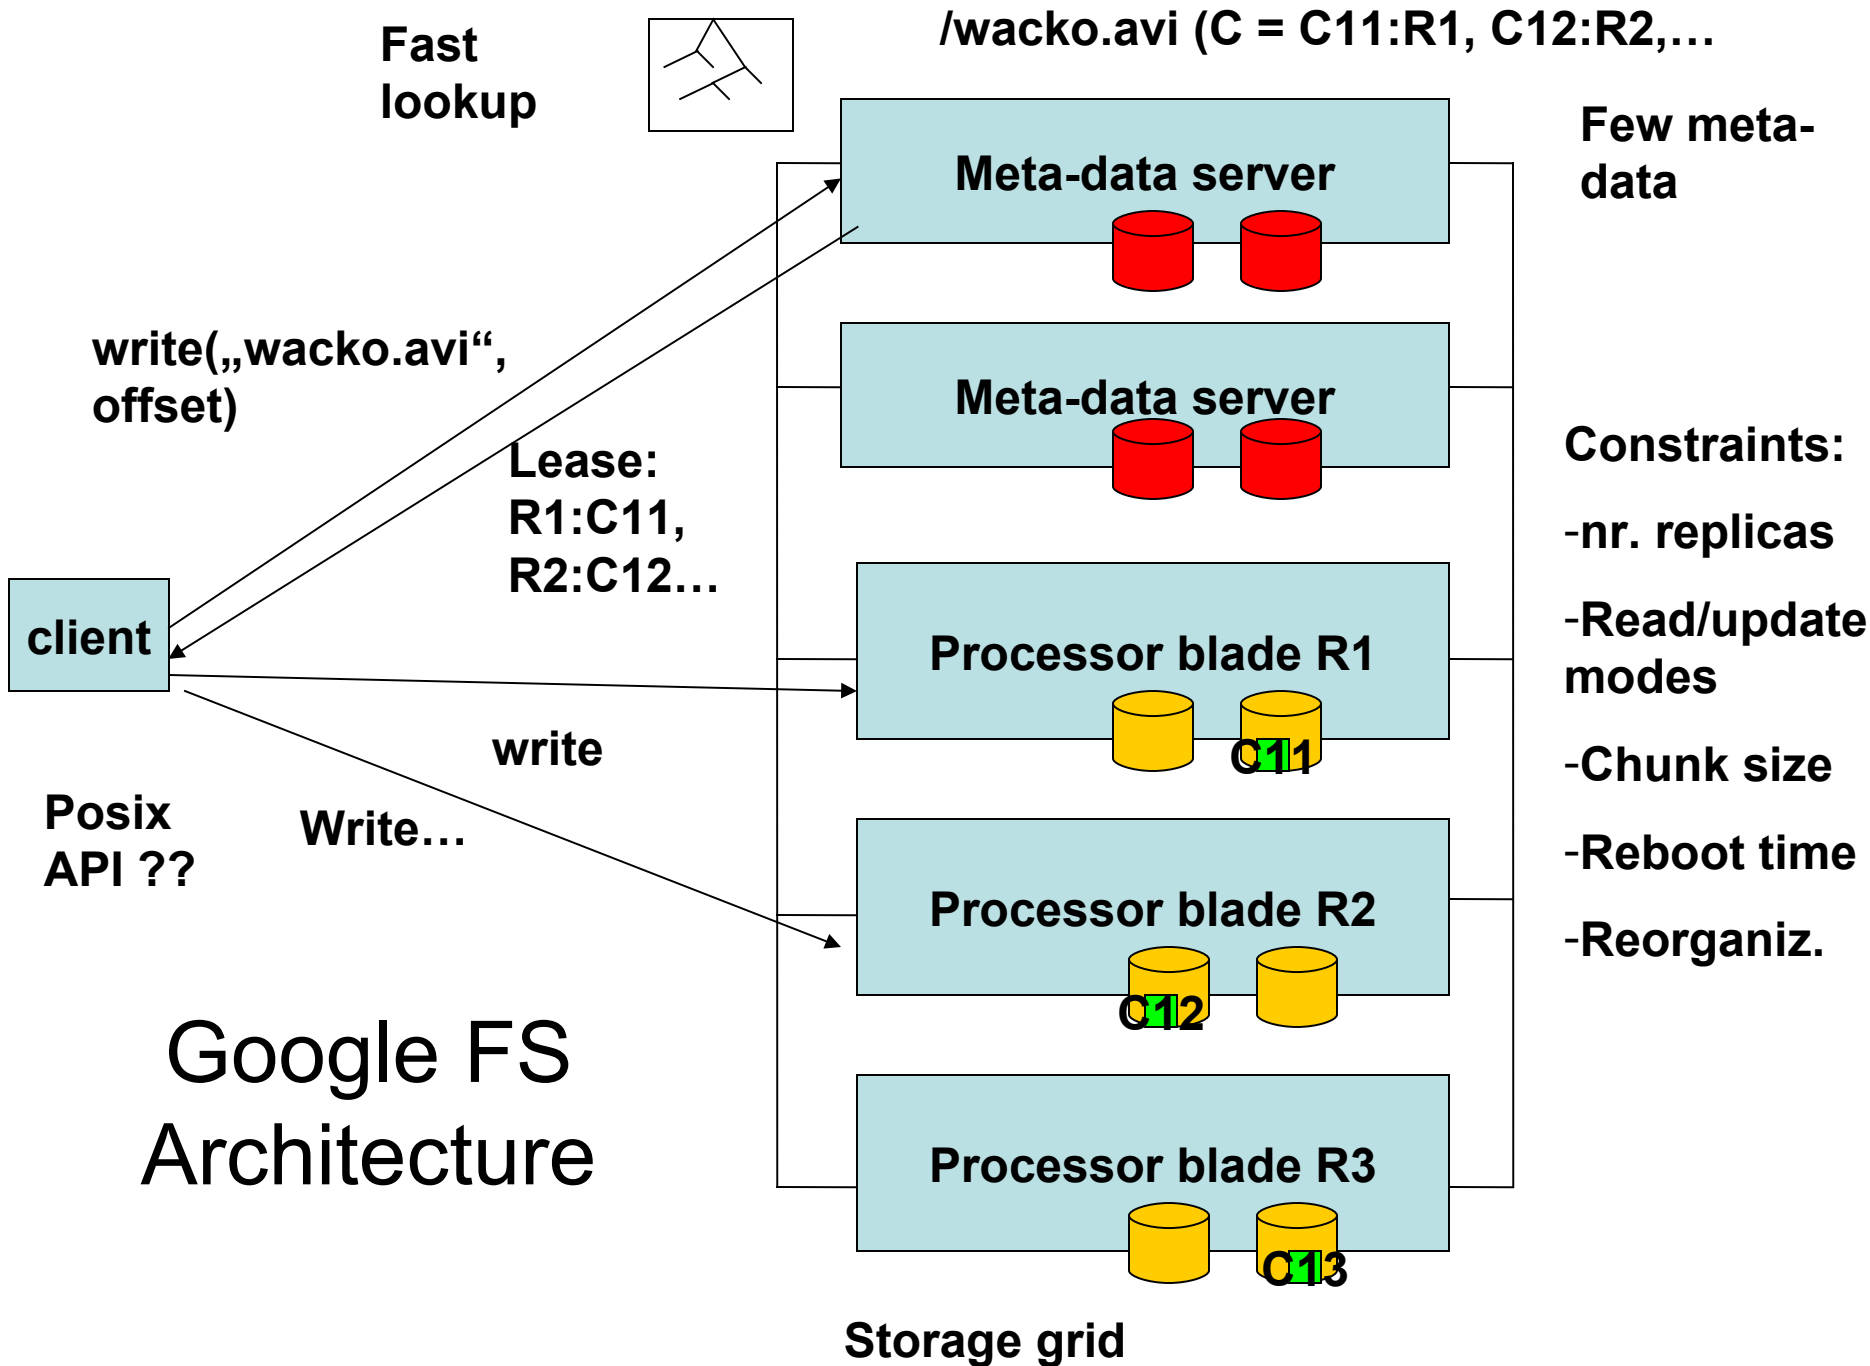 /wacko.avi (C = C11:R1, C12:R2,…
Fast
lookup
Few meta-
data
Meta-data server
write(„wacko.avi“,
offset)
Meta-data server
Lease:
R1:C11,
R2:C12…
Constraints:
-nr. replicas
-Read/update
modes
-Chunk size
-Reboot time
-Reorganiz.
client
Processor blade R1
C11
write
Write…
Posix
API ??
Processor blade R2
C12
Google FS
Architecture
Processor blade R3
C13
Storage grid